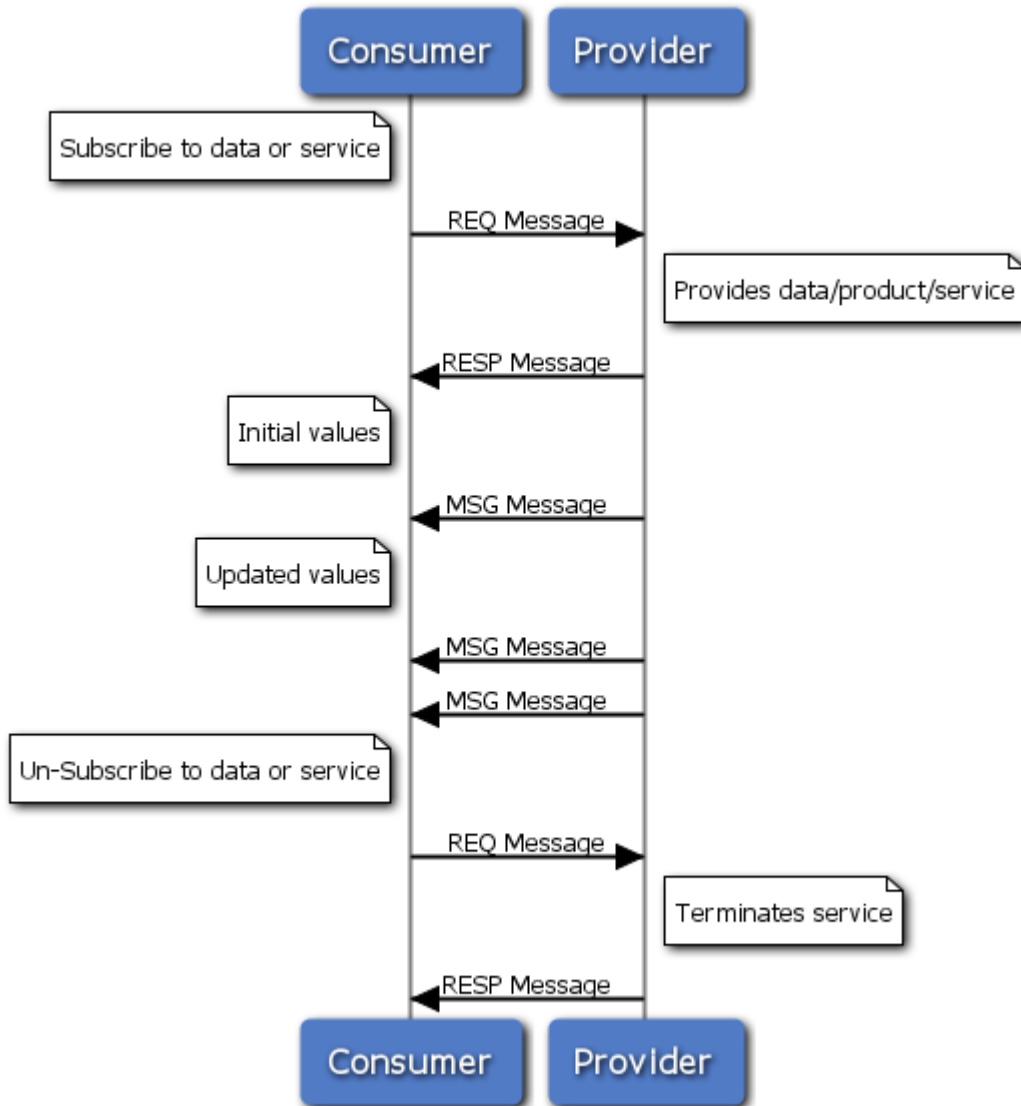 Consumer
Provider
Subscribe to data or service
REQ Message
Provides data/product/service
RESP Message
Initial values
MSG Message
Updated values
MSG Message
MSG Message
Un-Subscribe to data or service
REQ Message
Terminates service
RESP Message
Consumer
Provider